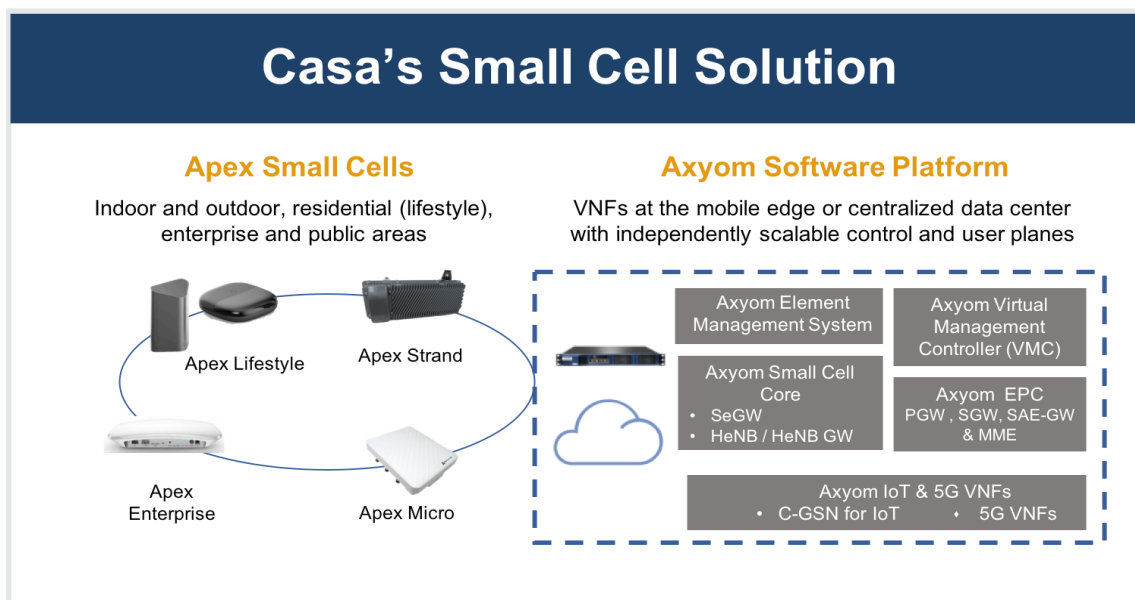 Casa's Small Cell Solution
Apex Small Cells
Indoor and outdoor, residential (lifestyle),
enterprise and public areas
Apex Lifestyle
Apex Strand
Apex
Enterprise
Apex Micro
Axyom Software Platform
VNFs at the mobile edge or centralized data center
with independently scalable control and user planes
Axyom Element
Management System
Axyom Virtual
Management
Controller (VMC)
Axyom Small Cell
Core
• SeGW
• HeNB / HeNB GW
Axyom EPC
PGW , SGW, SAE-GW
& MME
Axyom IoT & 5G VNFs
• C-GSN for IoT ♦ 5G VNFs